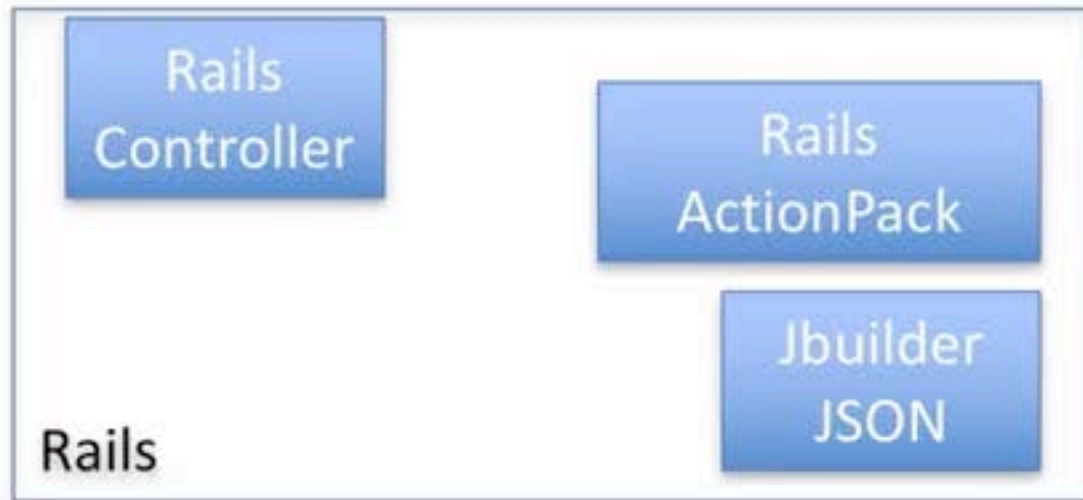 Rails
Controller
Rails
ActionPack
Jbuilder
JSON
Rails